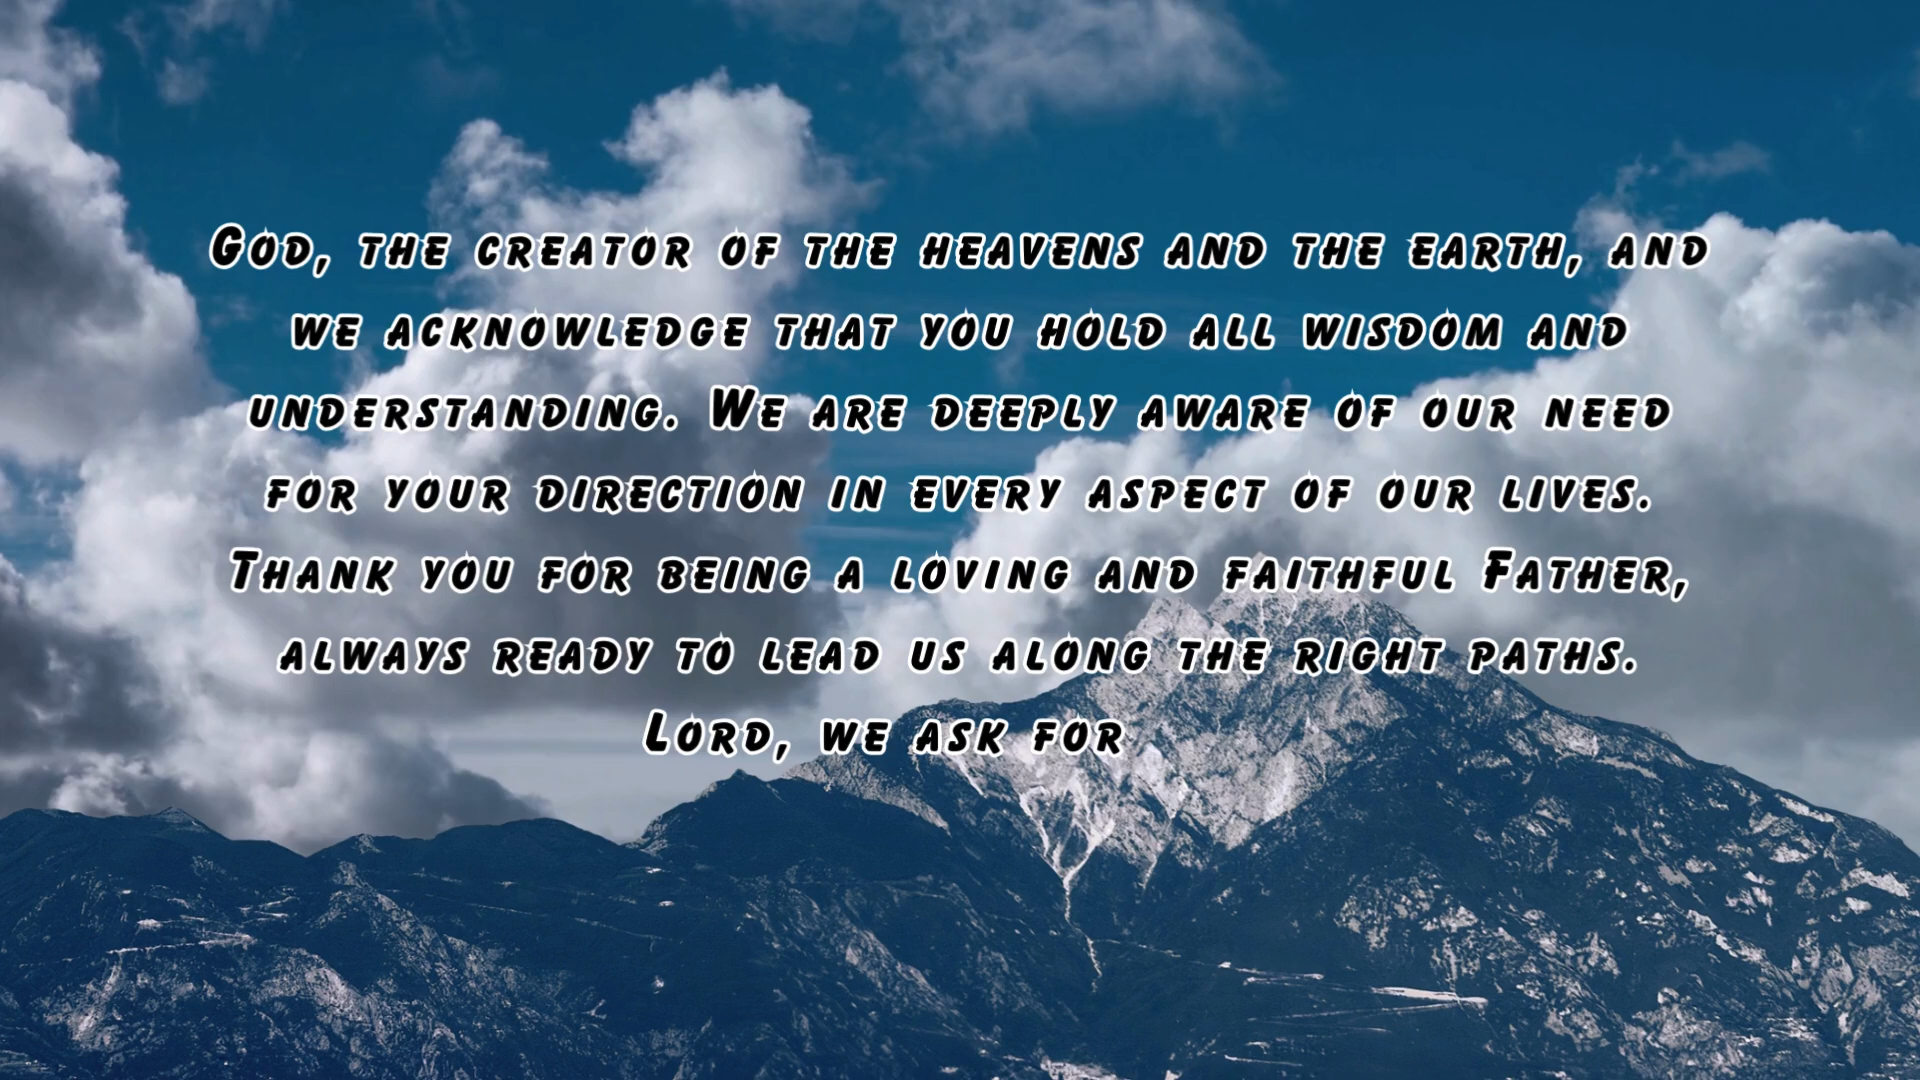 God, the creator of the heavens and the earth, and
we acknowledge that you hold all wisdom and
understanding. We are deeply aware of our need
for your direction in every aspect of our lives.
Thank you for being a loving and faithful Father,
always ready to lead us along the right paths.
Lord, we ask for